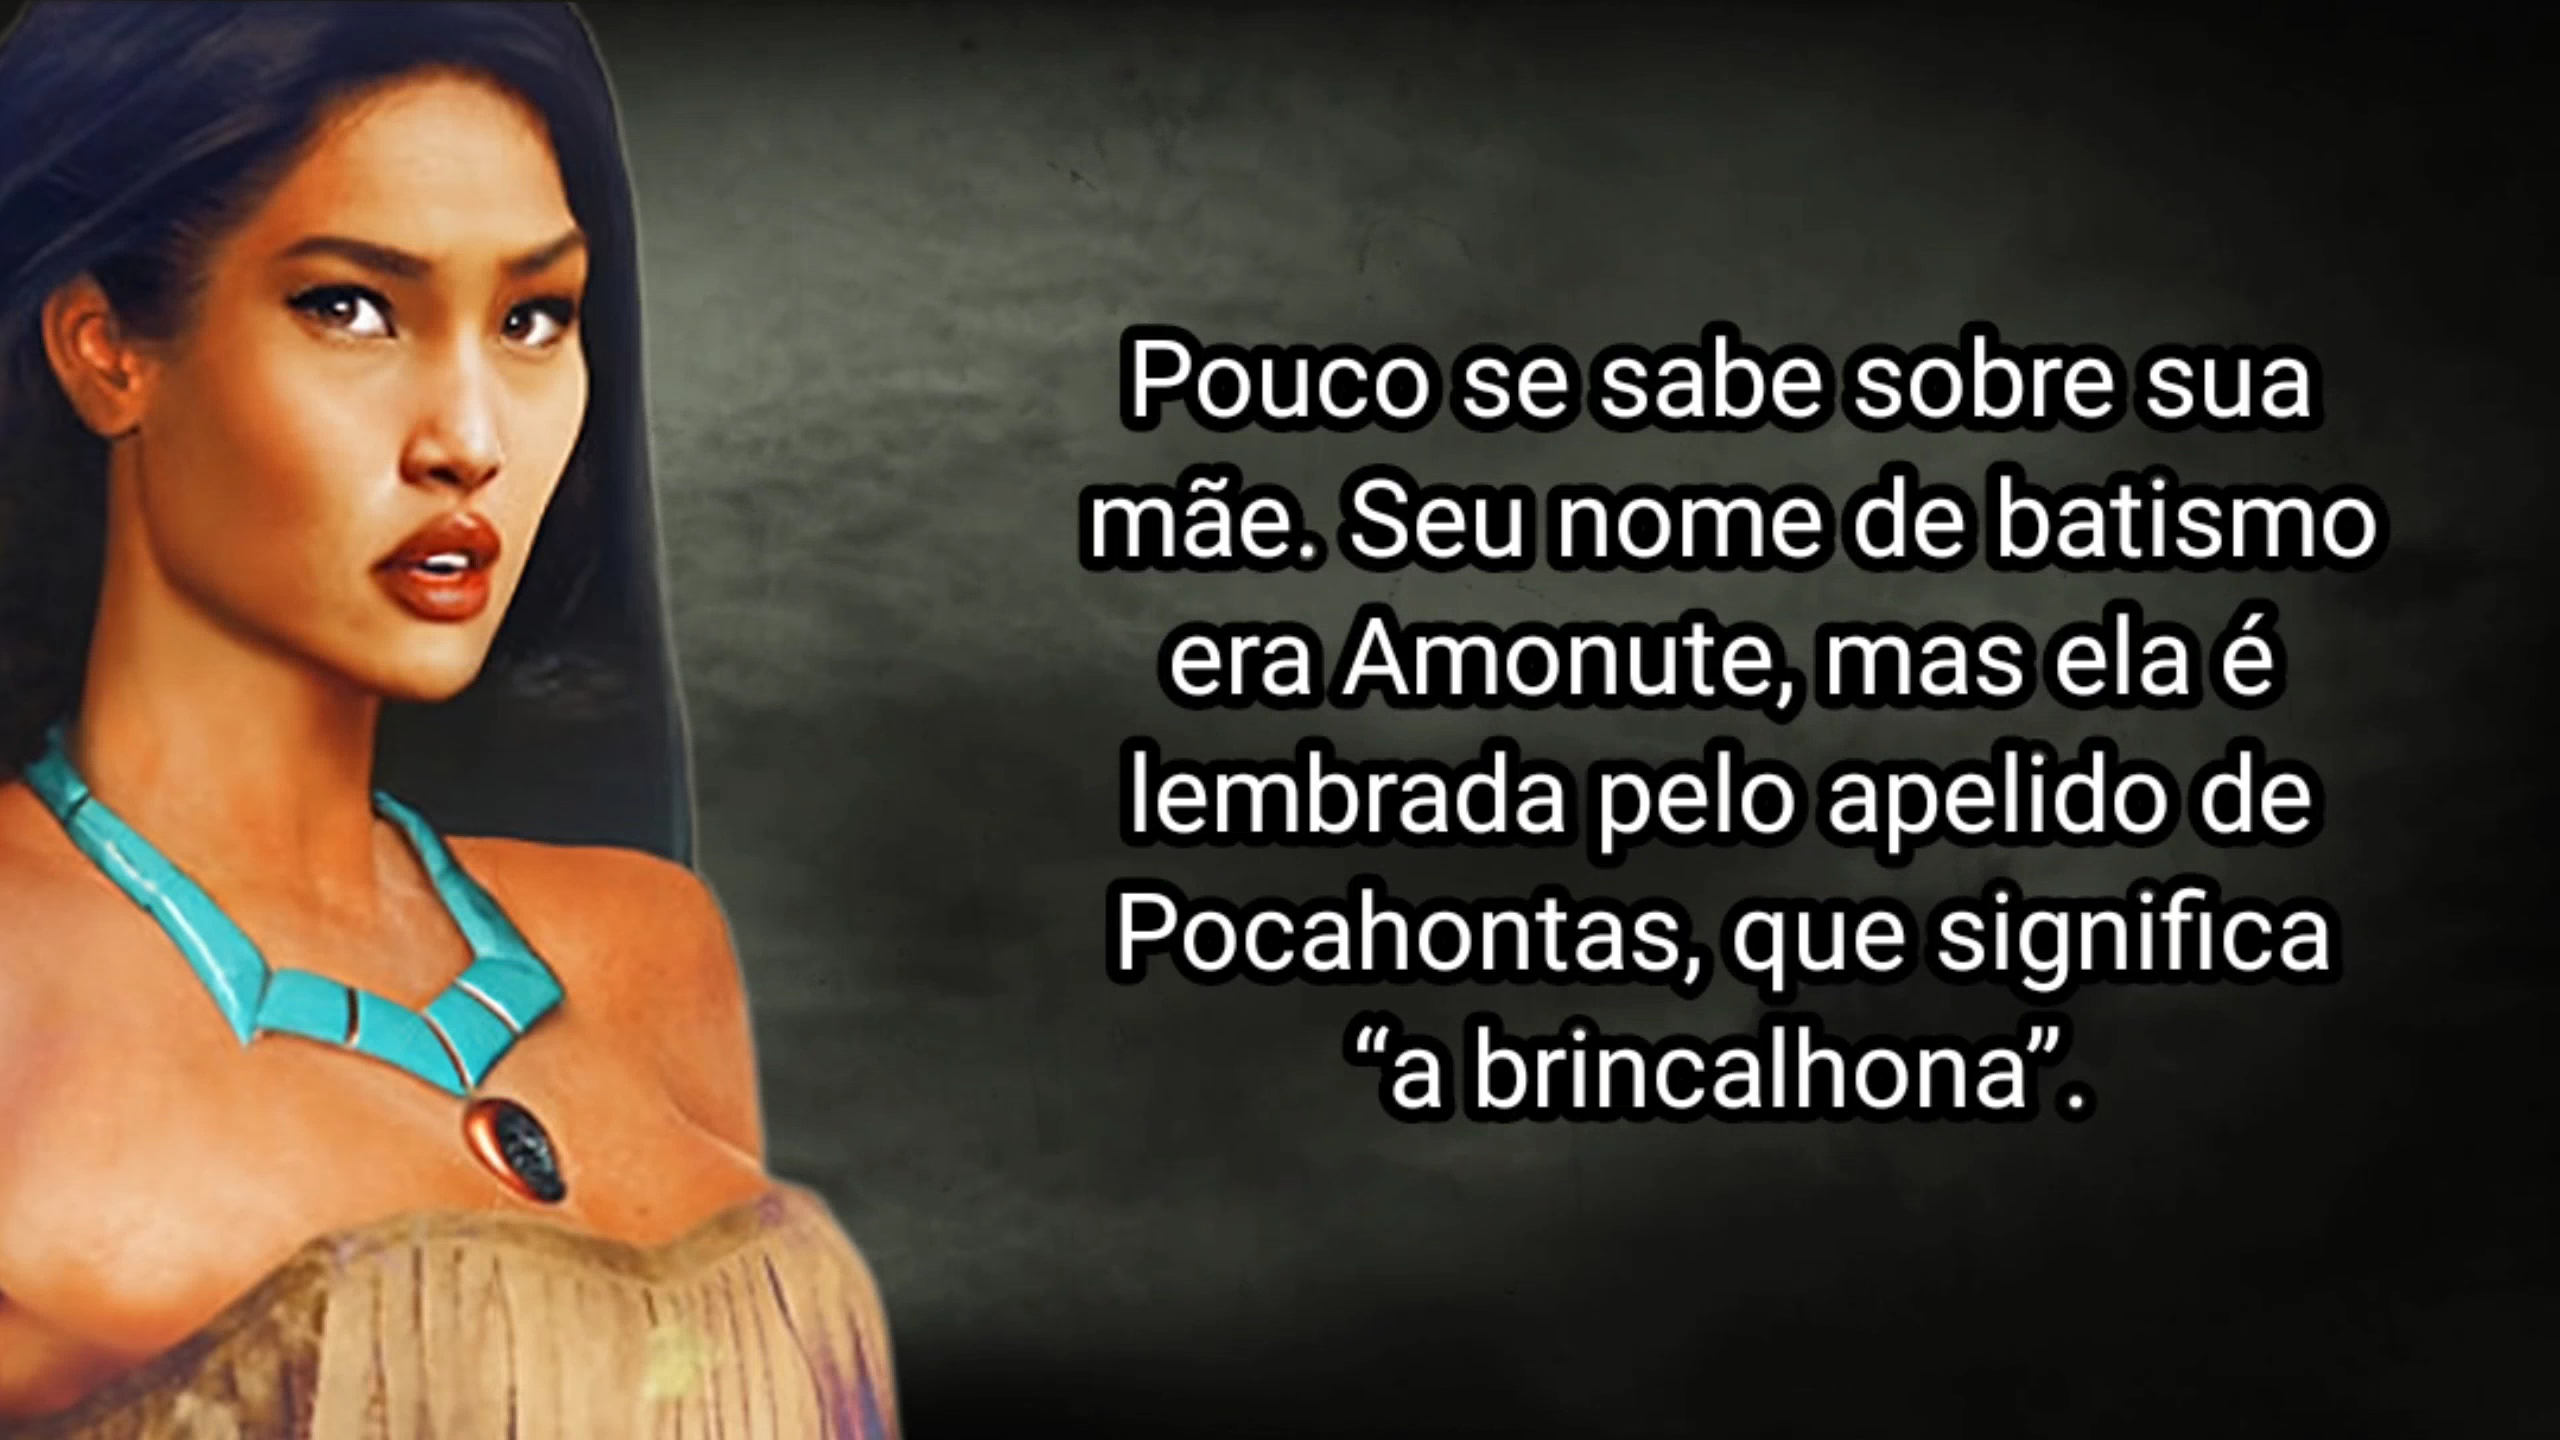 Pouco se sabe sobre sua
mãe. Seu nome de batismo
era Amonute, mas ela é
lembrada pelo apelido de
Pocahontas, que significa
“a brincalhona”.